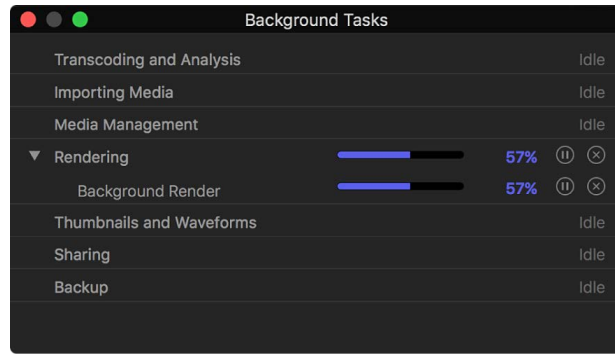 Background Tasks
Transcoding and Analysis Idle
Importing Media Idle
Media Management Idle
Rendering 57%
Background Render 57%
Thumbnails and Waveforms Idle
Sharing Idle
Backup Idle